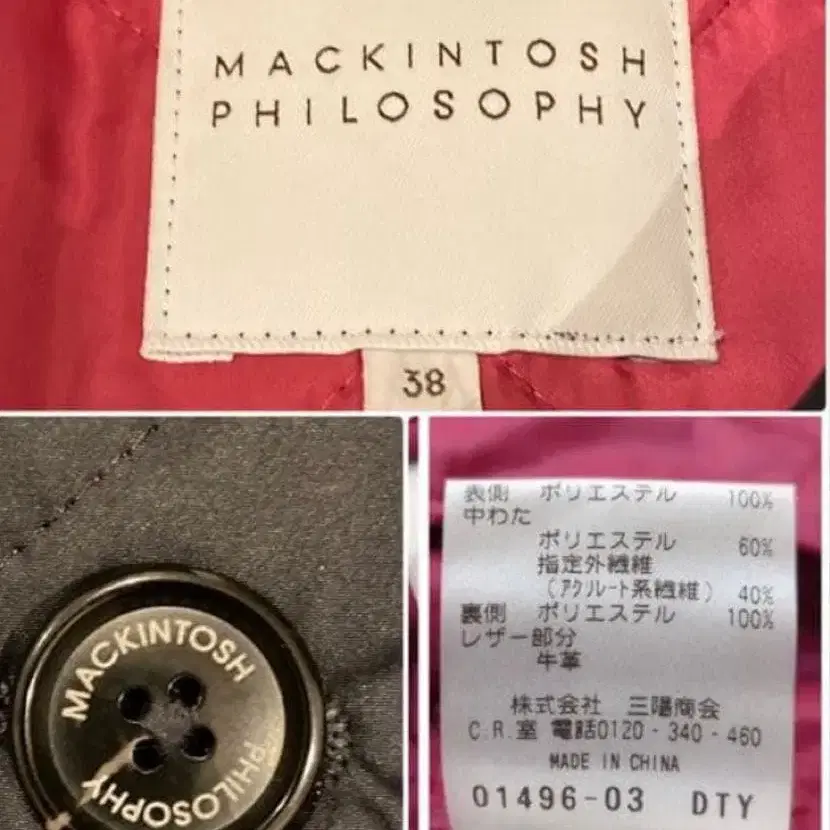 MACKINTOSH
PHILOSOPHY
38
MACKINTOSH
PHILOSOPHY
表側 ポリエステル 100%
中わた
ポリエステル 60%
指定外繊維
(アクリルート系繊維) 40%
裏側 ポリエステル 100%
レザー部分
牛革
株式会社 三陽商会
C.R.室 電話0120-340-460
MADE IN CHINA
01496-03 DTY